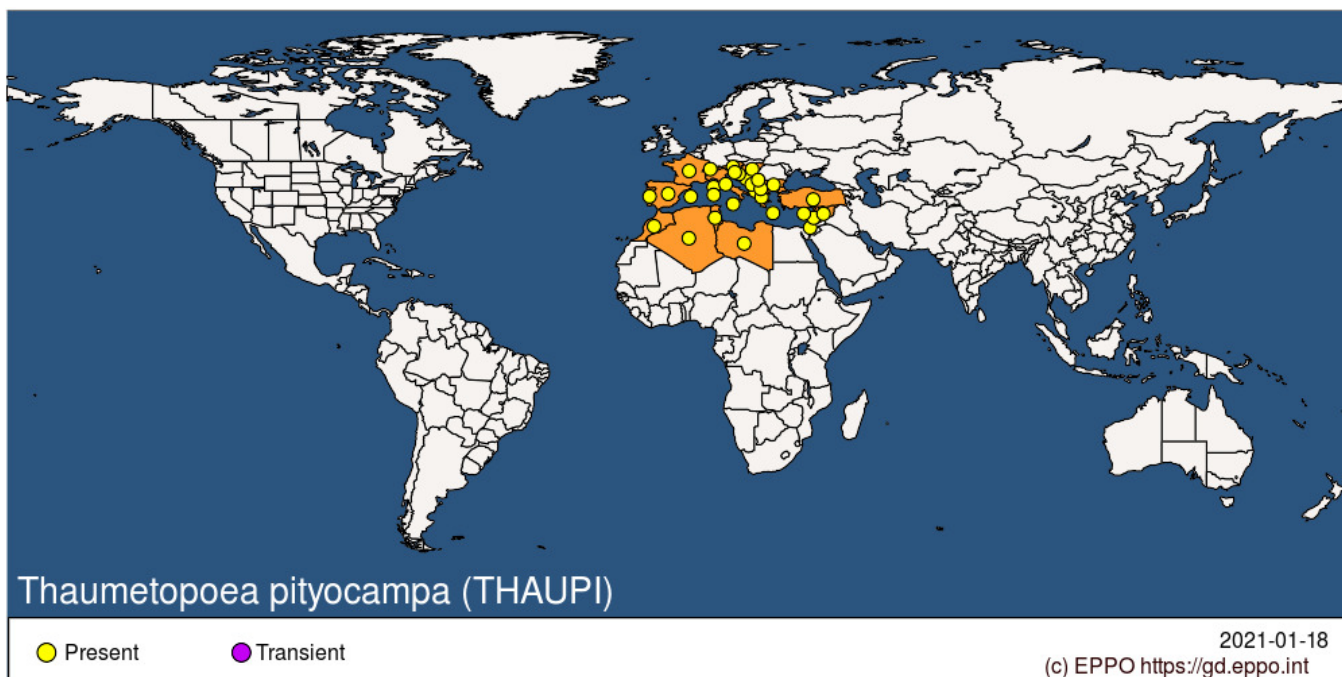 Thaumetopoea pityocampa (THAUPI)
Present
Transient
2021-01-18
(c) EPPO https://gd.eppo.int